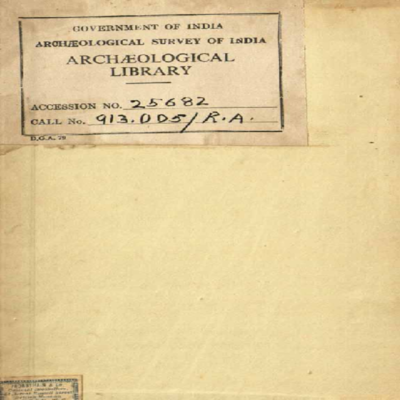 GOVERNMENT OF INDIA
ARCHÆOLOGICAL SURVEY OF INDIA
ARCHÆOLOGICAL
LIBRARY
ACCESSION NO. 25682
CALL No. 913.005/R.A.
D.G.A. 79